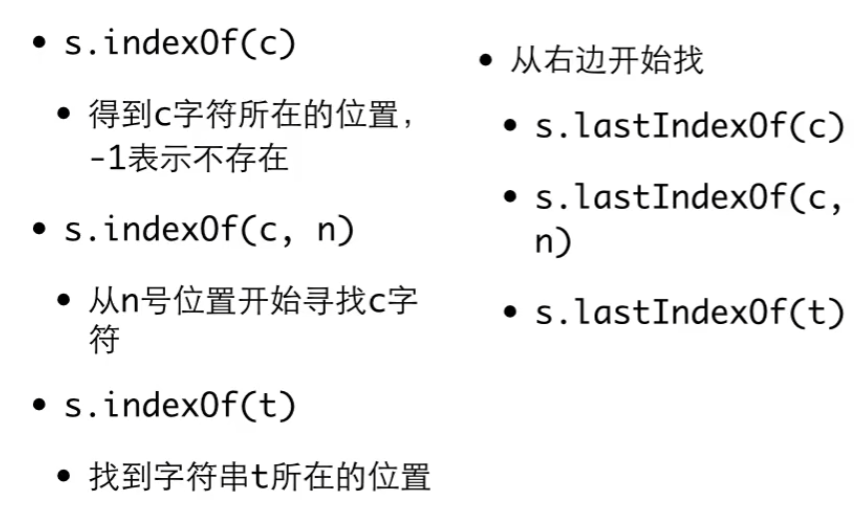 • s.indexOf(c)
• 得到c字符所在的位置，
-1表示不存在
• s.indexOf(c, n)
• 从n号位置开始寻找c字
符
• s.indexOf(t)
• 找到字符串t所在的位置
• 从右边开始找
• s.lastIndexOf(c)
• s.lastIndexOf(c,
n)
• s.lastIndexOf(t)